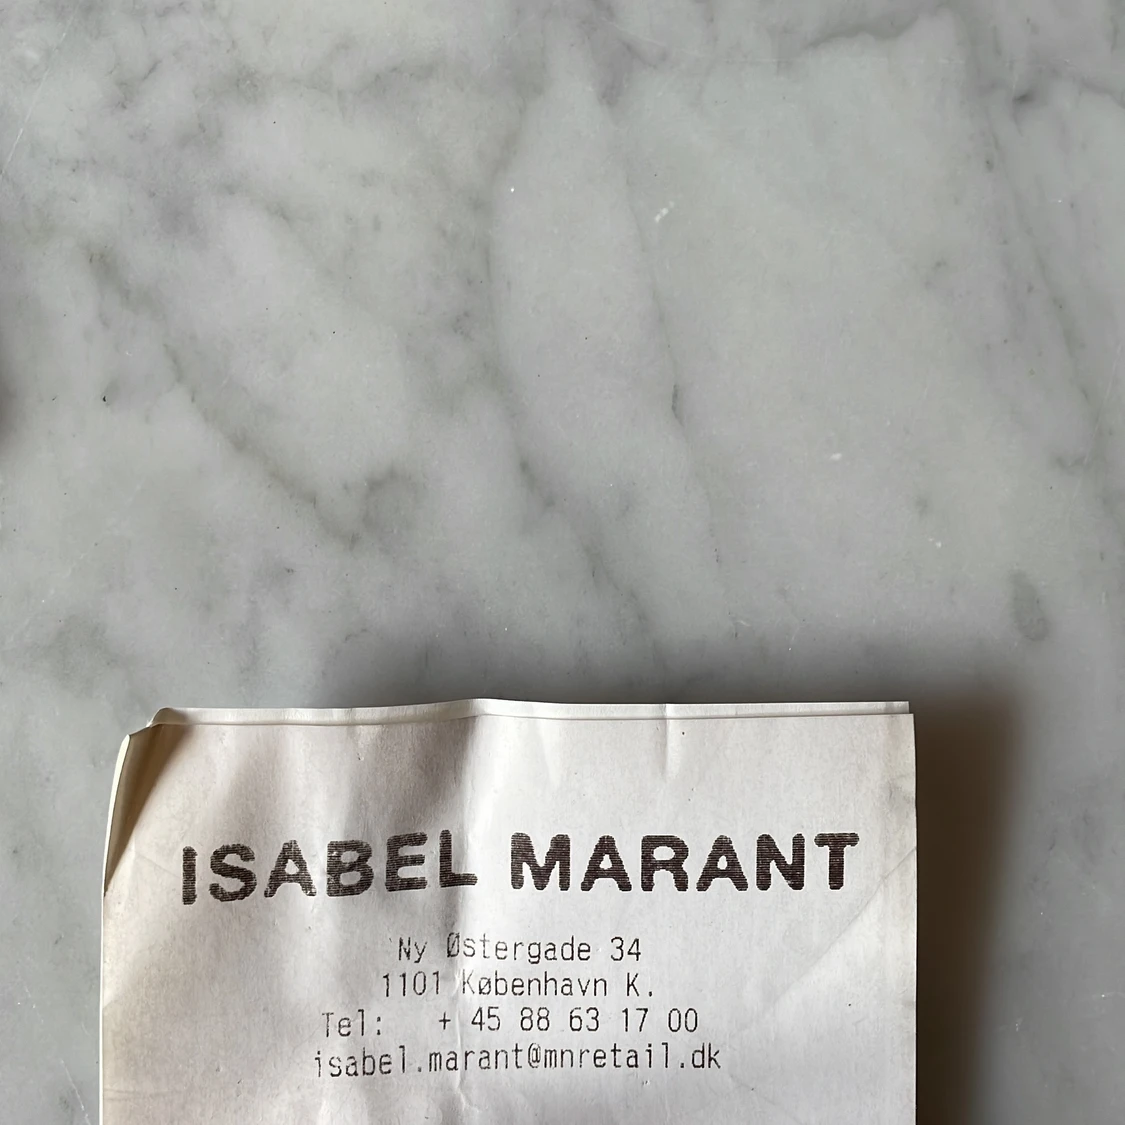 ISABEL MARANT
Ny Østergade 34
1101 København K.
Tel: + 45 88 63 17 00
isabel.marant@mnretail.dk